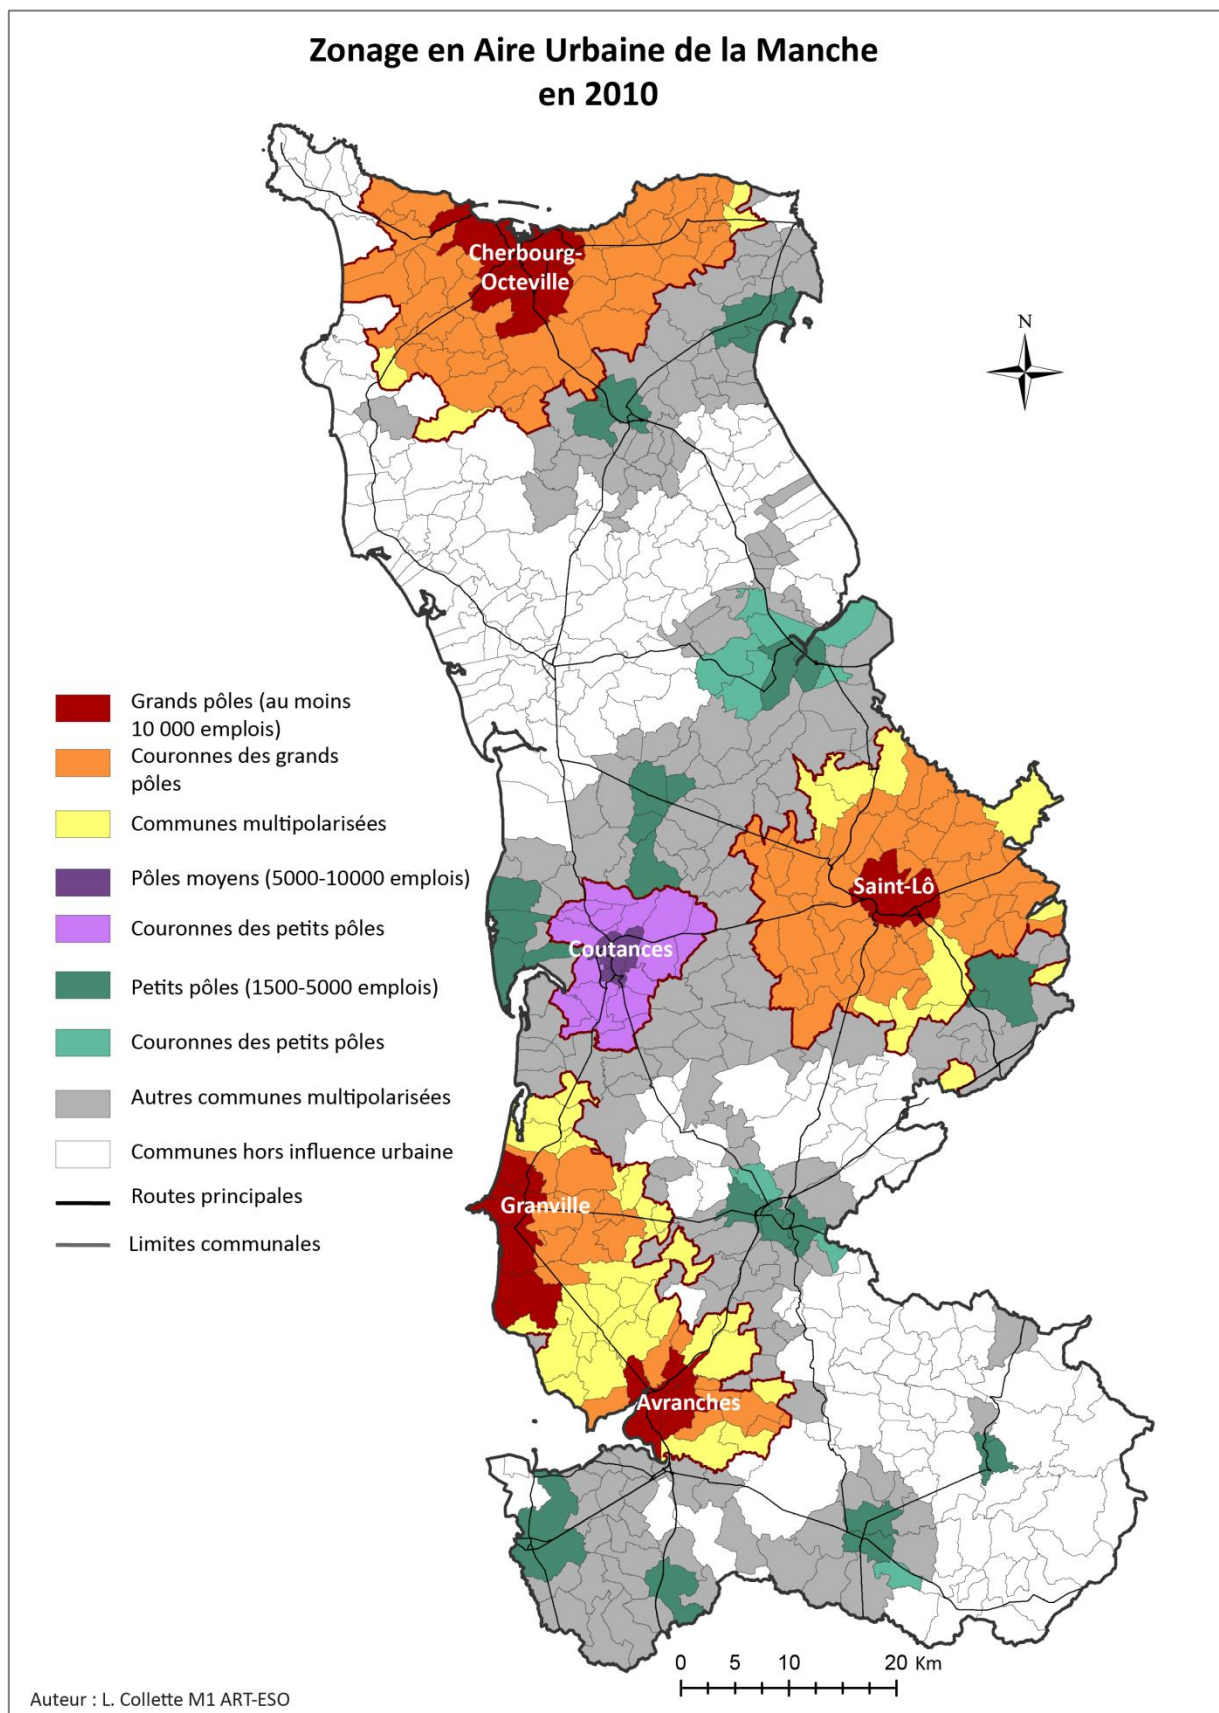 Zonage en Aire Urbaine de la Manche
en 2010
Cherbourg-
Octeville
N
Grands pôles (au moins
10 000 emplois)
Couronnes des grands
pôles
Communes multipolarisées
Pôles moyens (5000-10000 emplois)
Couronnes des petits pôles
Petits pôles (1500-5000 emplois)
Couronnes des petits pôles
Autres communes multipolarisées
Communes hors influence urbaine
Routes principales
Limites communales
Saint-Lô
Coutances
Granville
Avranches
0 5 10 20 Km
Auteur : L. Collette M1 ART-ESO